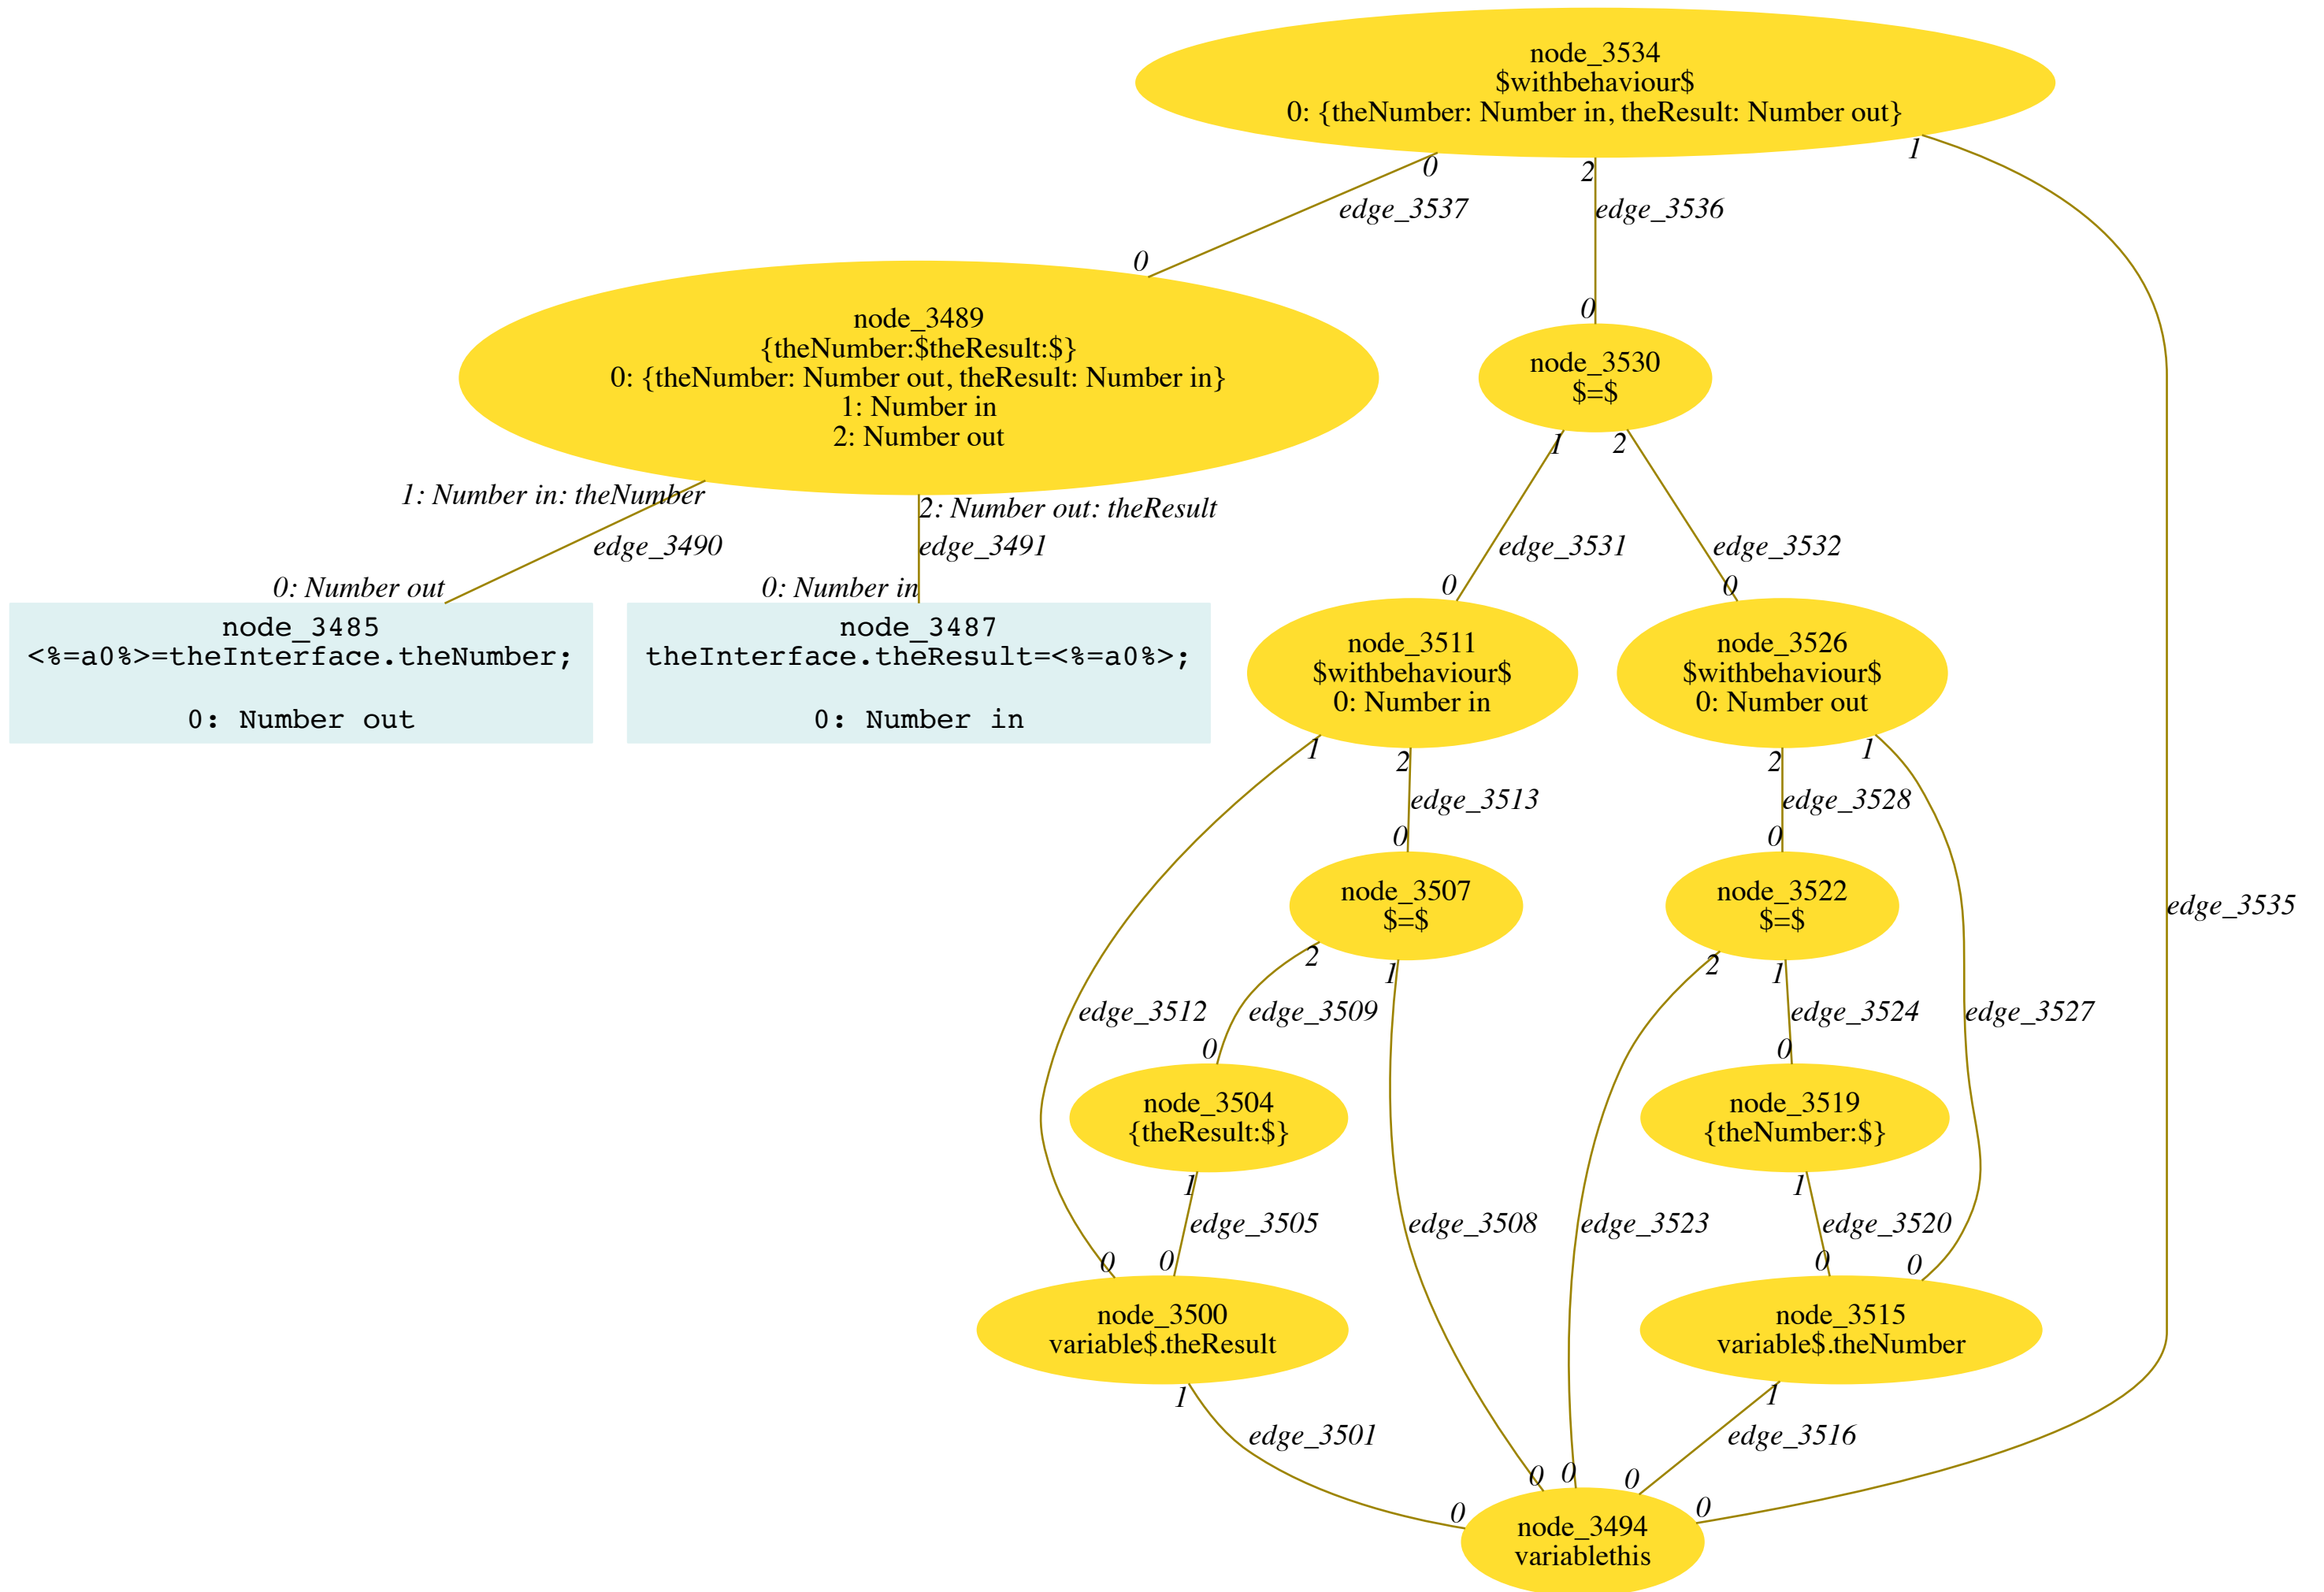 node_3534
$withbehaviour$
0: {theNumber: Number in, theResult: Number out}
0
2
1
edge_3537
edge_3536
0
0
node_3489
{theNumber:$theResult:$}
0: {theNumber: Number out, theResult: Number in}
1: Number in
2: Number out
node_3530
$=$
1
2
1: Number in: theNumber
2: Number out: theResult
edge_3490
edge_3491
edge_3531
edge_3532
0: Number out
0: Number in
0
0
node_3485
<%=a0%>=theInterface.theNumber;
0: Number out
node_3487
theInterface.theResult=<%=a0%>;
0: Number in
node_3511
$withbehaviour$
0: Number in
node_3526
$withbehaviour$
0: Number out
1
2
2
1
edge_3513
edge_3528
0
0
node_3507
$=$
node_3522
$=$
edge_3535
2
1
2
1
edge_3512
edge_3509
edge_3524
edge_3527
0
0
node_3504
{theResult:$}
node_3519
{theNumber:$}
1
1
edge_3505
edge_3508
edge_3523
edge_3520
0
0
0
0
node_3500
variable$.theResult
node_3515
variable$.theNumber
1
1
edge_3501
edge_3516
0
0
0
0
0
node_3494
variablethis